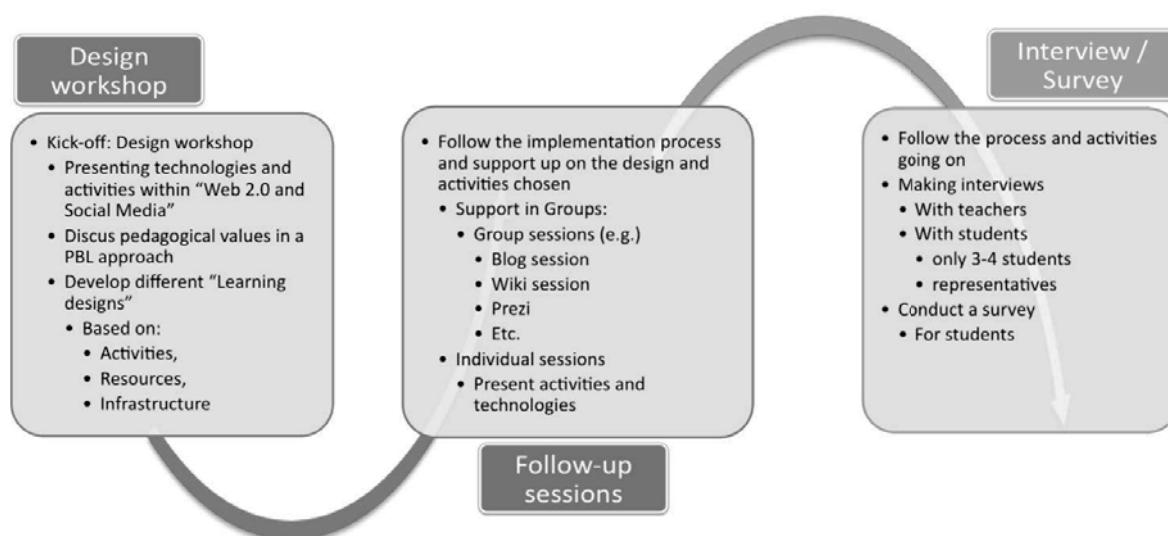 Design
workshop
• Kick-off: Design workshop
• Presenting technologies and
activities within “Web 2.0 and
Social Media”
• Discus pedagogical values in a
PBL approach
• Develop different “Learning
designs”
• Based on:
• Activities,
• Resources,
• Infrastructure
• Follow the implementation process
and support up on the design and
activities chosen
• Support in Groups:
• Group sessions (e.g.)
• Blog session
• Wiki session
• Prezi
• Etc.
• Individual sessions
• Present activities and
technologies
Follow-up
sessions
Interview /
Survey
• Follow the process and activities
going on
• Making interviews
• With teachers
• With students
• only 3-4 students
• representatives
• Conduct a survey
• For students